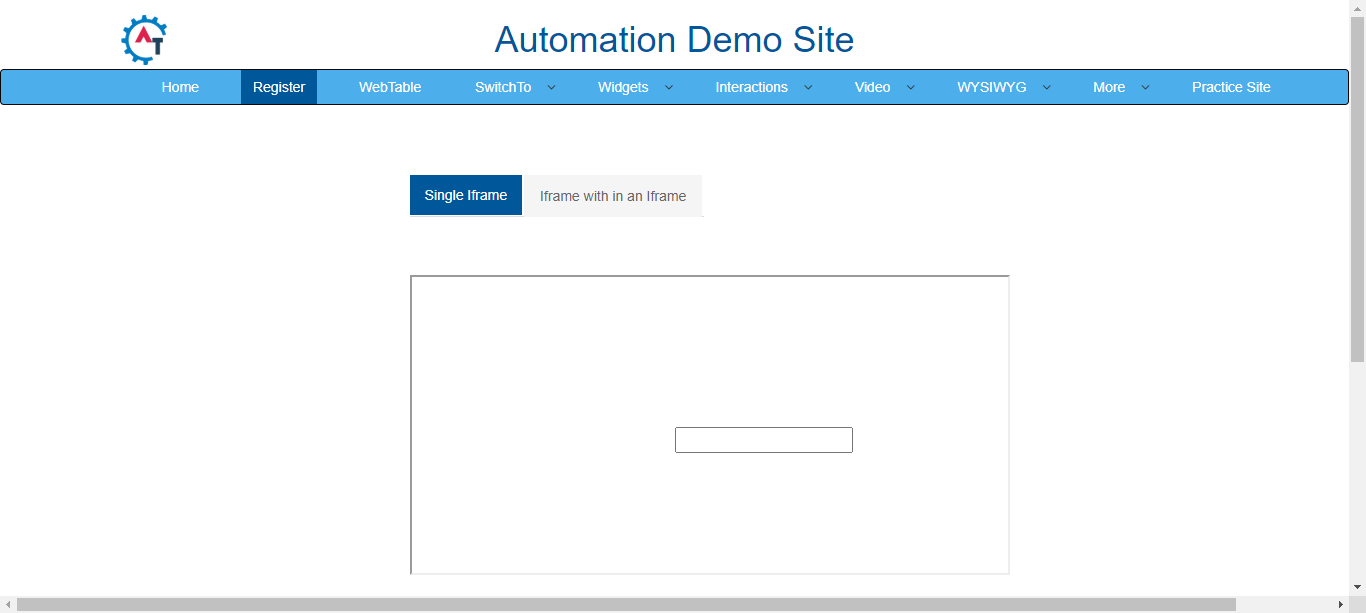 AT
Automation Demo Site
Home Register WebTable SwitchTo Widgets Interactions Video WYSIWYG More Practice Site
Single Iframe Iframe with in an Iframe